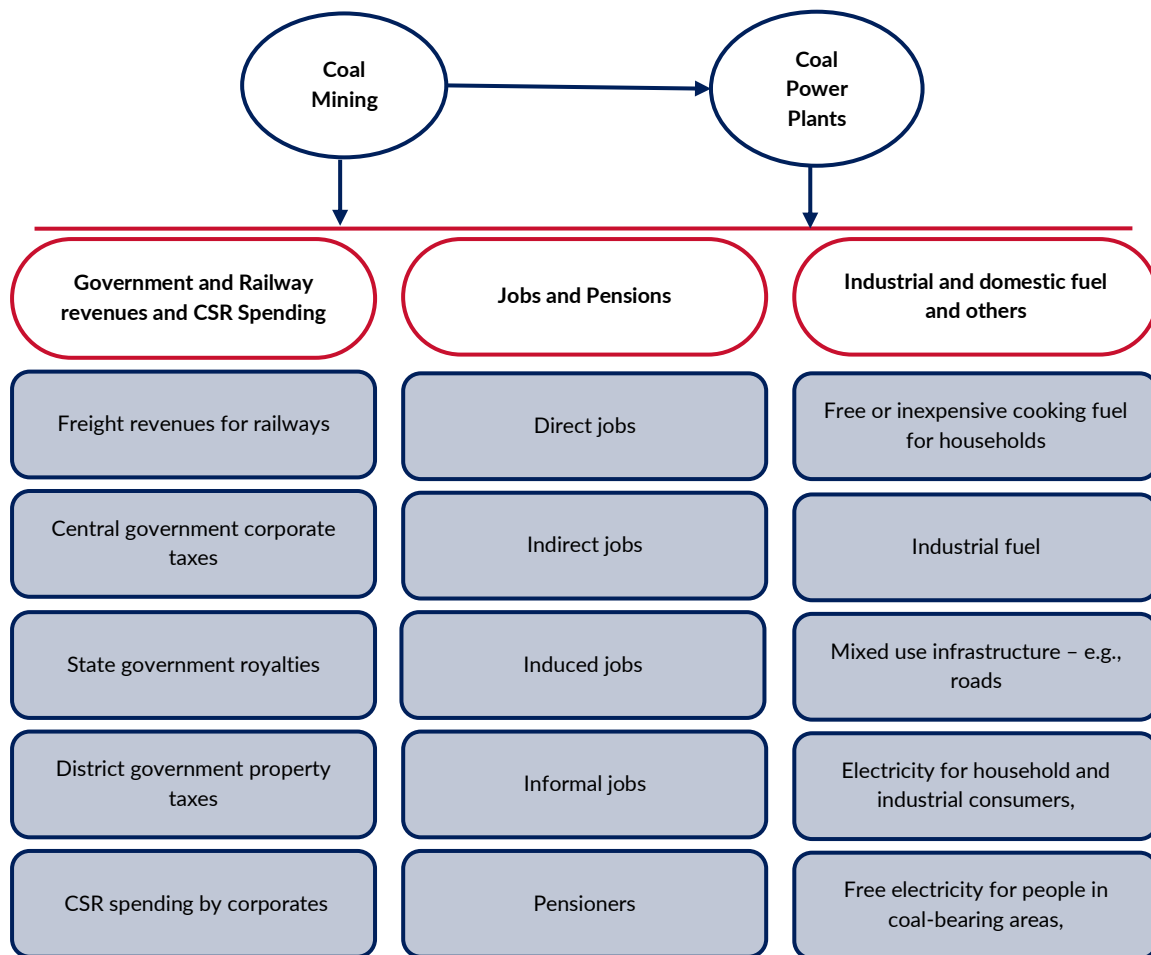 Coal
Mining
Coal
Power
Plants
Government and Railway
revenues and CSR Spending
Jobs and Pensions
Industrial and domestic fuel
and others
Freight revenues for railways
Direct jobs
Free or inexpensive cooking fuel
for households
Central government corporate
taxes
Indirect jobs
Industrial fuel
State government royalties
Induced jobs
Mixed use infrastructure – e.g.,
roads
District government property
taxes
Informal jobs
Electricity for household and
industrial consumers,
CSR spending by corporates
Pensioners
Free electricity for people in
coal-bearing areas,